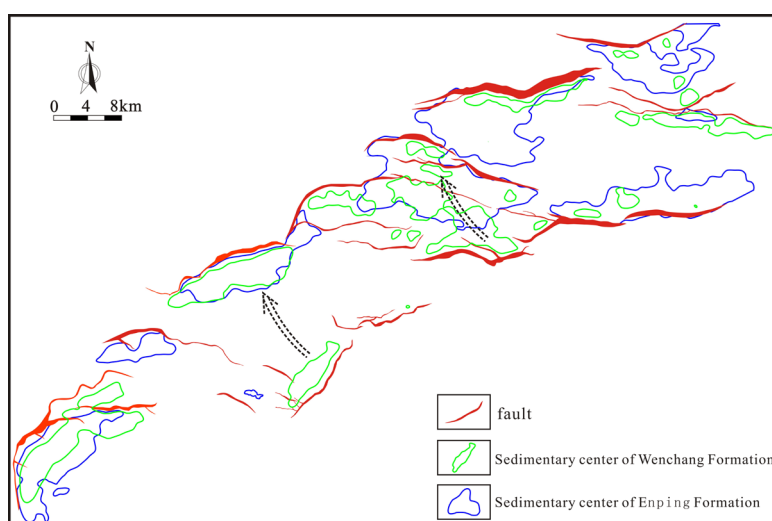 N
0 4 8km
fault
Sedimentary center of Wenchang Formation
Sedimentary center of Enping Formation